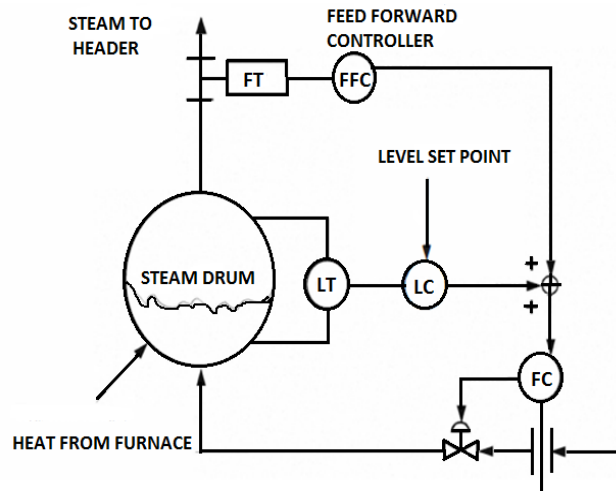 STEAM TO
HEADER
FEED FORWARD
CONTROLLER
FT
FFC
LEVEL SET POINT
STEAM DRUM
LT
LC
+
+
FC
HEAT FROM FURNACE